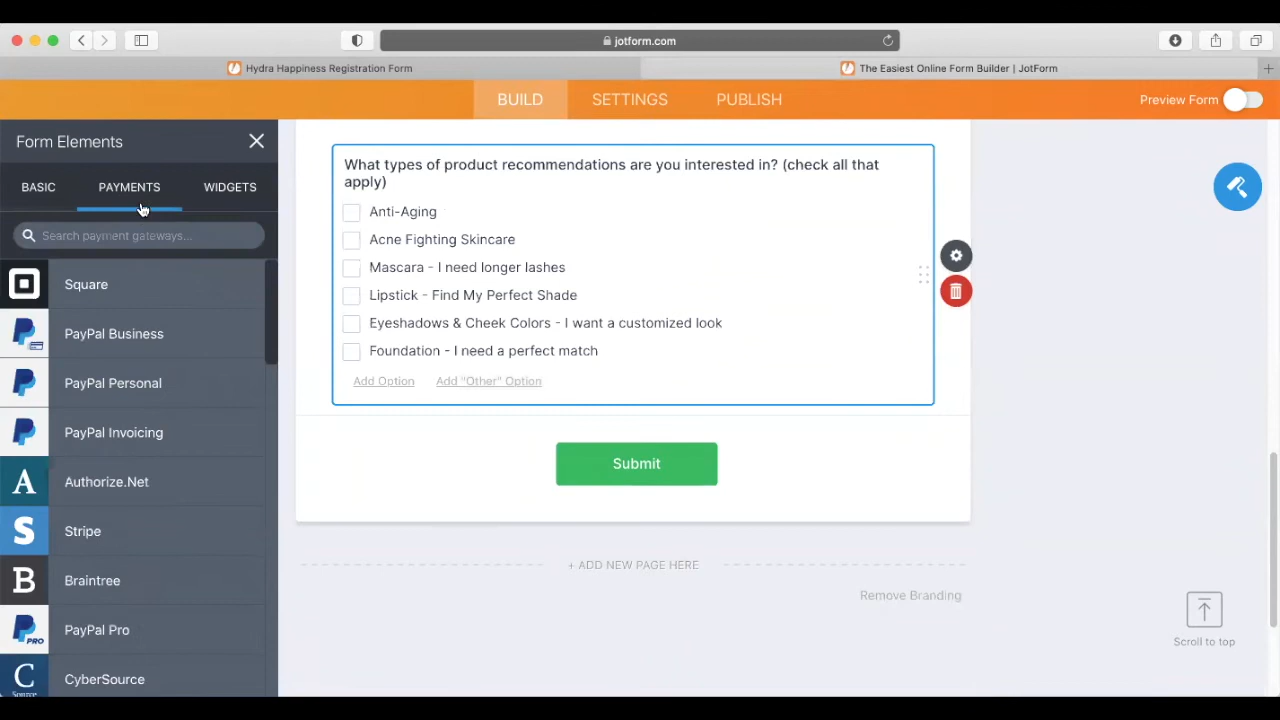 jotform.com
Hydra Happiness Registration Form
The Easiest Online Form Builder | JotForm
BUILD
SETTINGS
PUBLISH
Preview Form
Form Elements
BASIC
PAYMENTS
WIDGETS
Search payment gateways...
Square
PayPal Business
PayPal Personal
PayPal Invoicing
A
Authorize.Net
S
Stripe
B
Braintree
PRO
PayPal Pro
C
Source
CyberSource
What types of product recommendations are you interested in? (check all that
apply)
Anti-Aging
Acne Fighting Skincare
Mascara - I need longer lashes
Lipstick - Find My Perfect Shade
Eyeshadows & Cheek Colors - I want a customized look
Foundation - I need a perfect match
Add Option Add "Other" Option
Submit
+ ADD NEW PAGE HERE
Remove Branding
Scroll to top